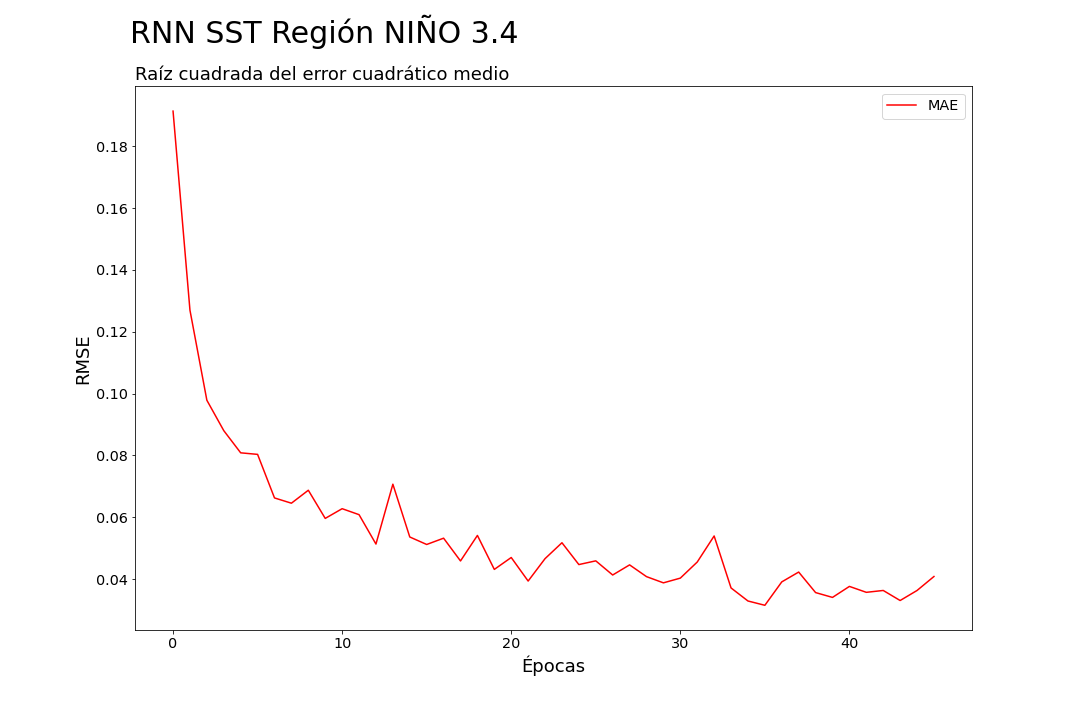 RNN SST Región NIÑO 3.4
Raíz cuadrada del error cuadrático medio
MAE
0.18
0.16
0.14
0.12
0.10
0.08
0.06
0.04
RMSE
0 10 20 30 40
Épocas